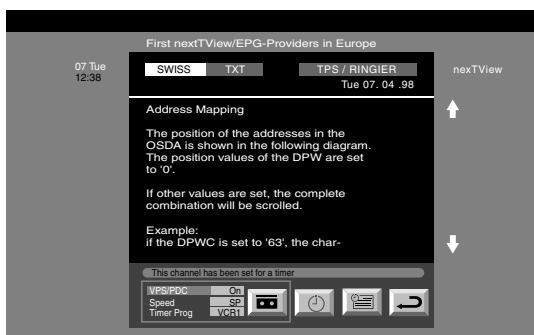 First nextTView/EPG-Providers in Europe
07 Tue
12:38
SWISS TXT TPS / RINGIER nexTView
Tue 07. 04 .98
Address Mapping
The position of the addresses in the
OSDA is shown in the following diagram.
The position values of the DPW are set
to '0'.
If other values are set, the complete
combination will be scrolled.
Example:
if the DPWC is set to '63', the char-
This channel has been set for a timer
VPS/PDC On
Speed SP
Timer Prog VCR1